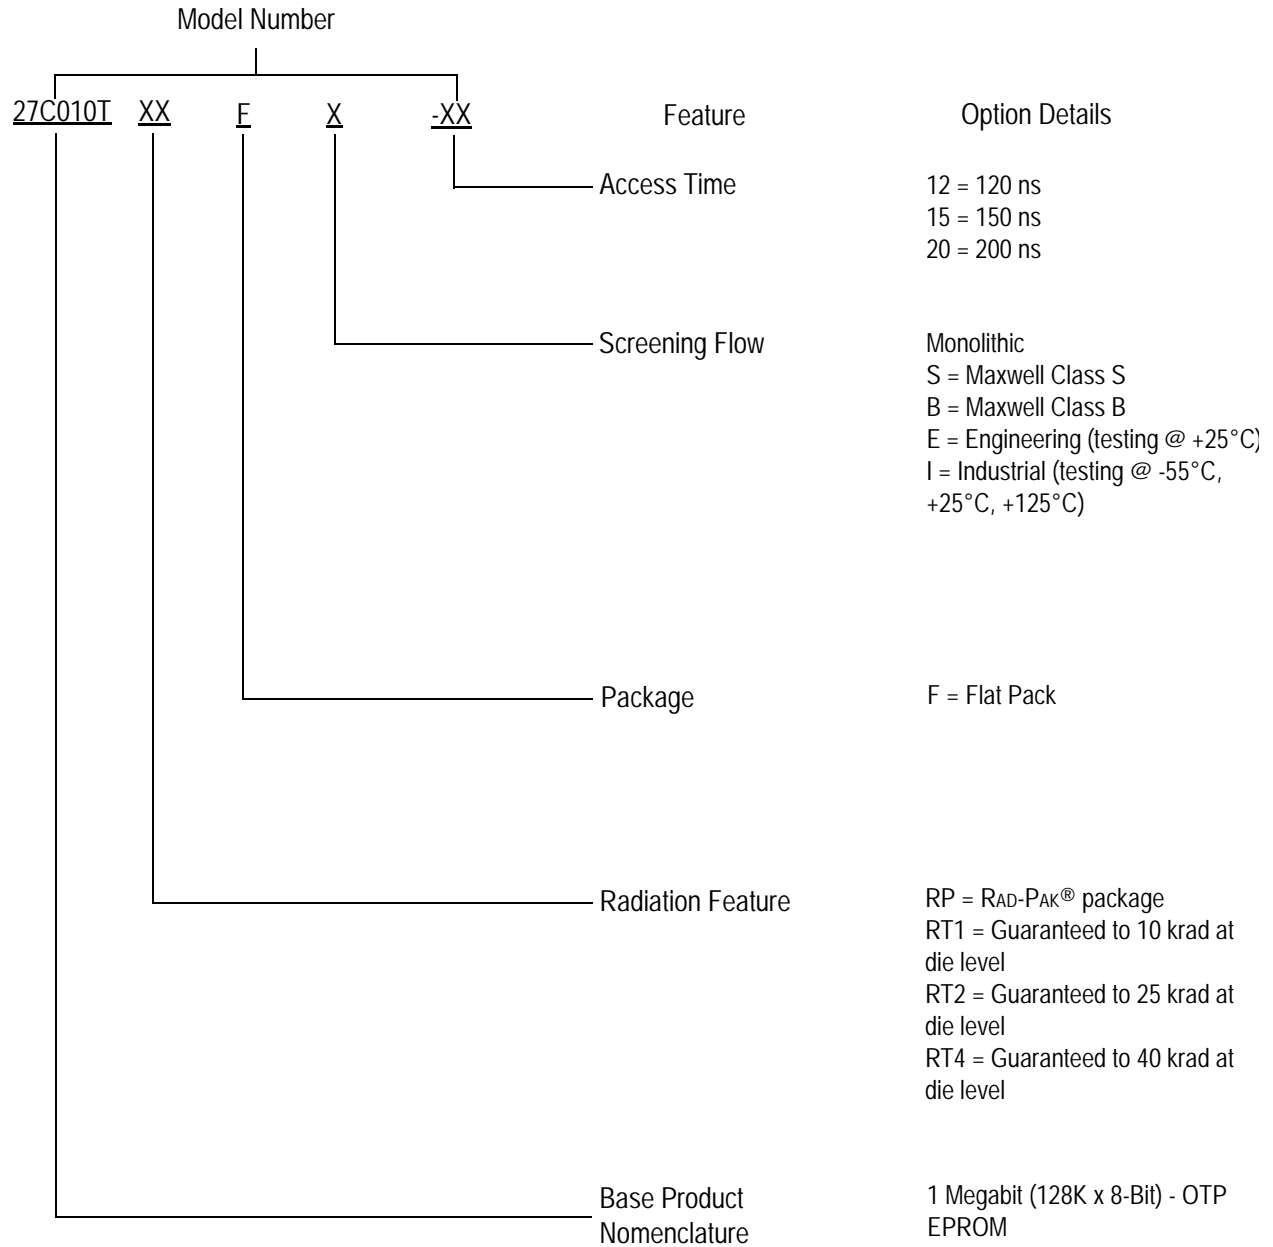 Model Number
27C010T XX F X -XX Feature Option Details
Access Time
12 = 120 ns
15 = 150 ns
20 = 200 ns
Screening Flow
Monolithic
S = Maxwell Class S
B = Maxwell Class B
E = Engineering (testing @ +25°C)
I = Industrial (testing @ -55°C,
+25°C, +125°C)
Package
F = Flat Pack
Radiation Feature
RP = RAD-PAK® package
RT1 = Guaranteed to 10 krad at
die level
RT2 = Guaranteed to 25 krad at
die level
RT4 = Guaranteed to 40 krad at
die level
Base Product
Nomenclature
1 Megabit (128K x 8-Bit) - OTP
EPROM